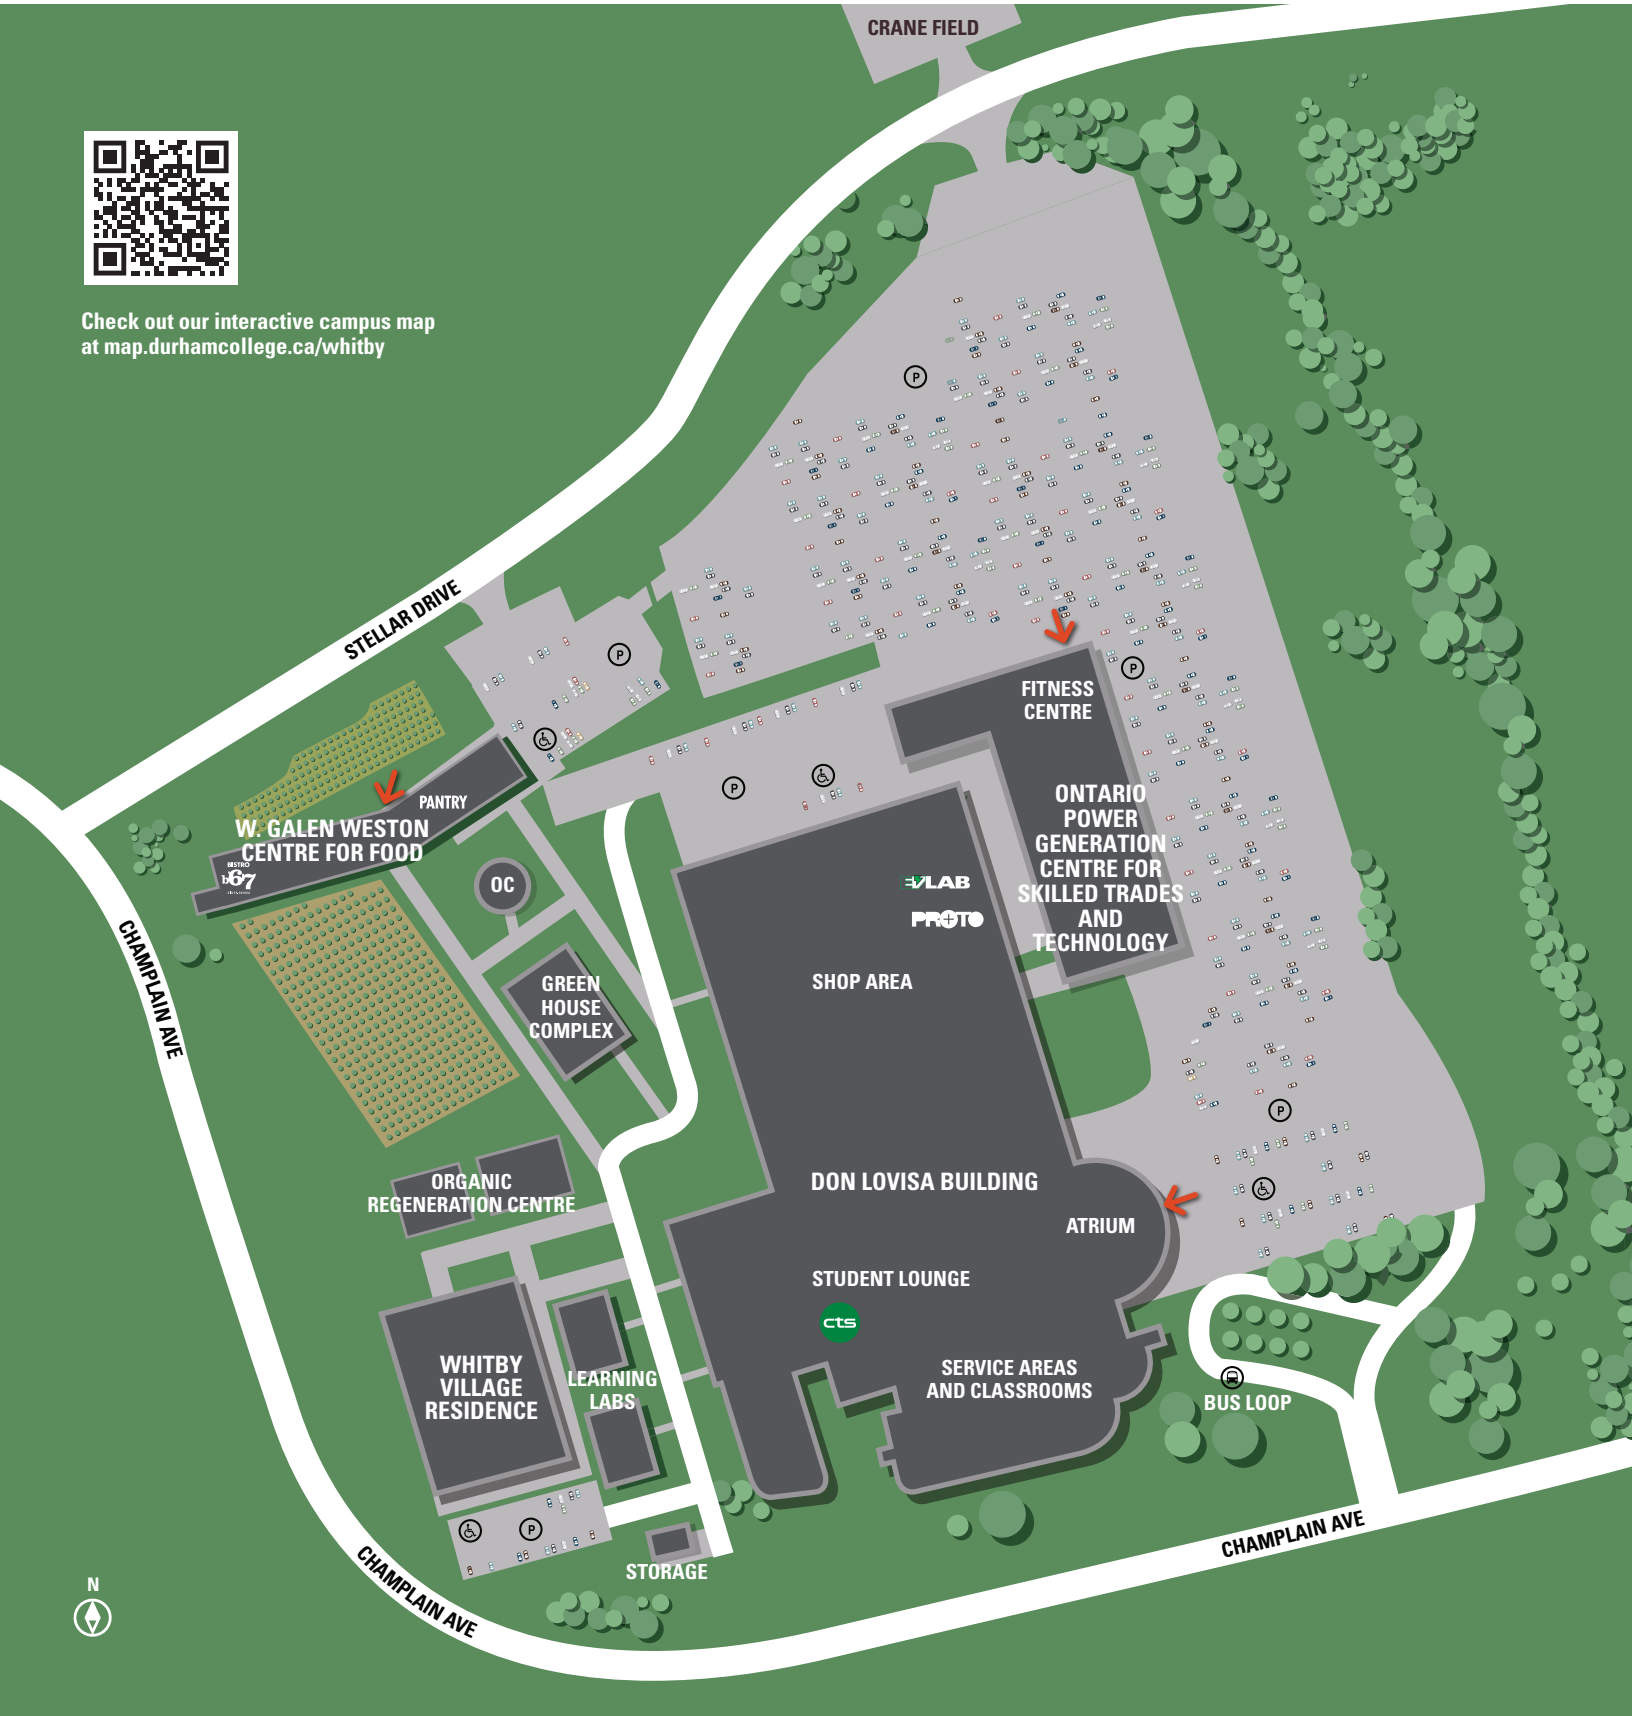 CRANE FIELD
Check out our interactive campus map
at map.durhamcollege.ca/whitby
P
STELLAR DRIVE
P
P
FITNESS
CENTRE
P
PANTRY
W. GALEN WESTON
CENTRE FOR FOOD
BISTRO
67
OC
ONTARIO
POWER
GENERATION
CENTRE FOR
SKILLED TRADES
AND
TECHNOLOGY
EVLAB
PROTO
SHOP AREA
GREEN
HOUSE
COMPLEX
CHAMPLAIN AVE
P
ORGANIC
REGENERATION CENTRE
DON LOVISA BUILDING
ATRIUM
STUDENT LOUNGE
cts
WHITBY
VILLAGE
RESIDENCE
LEARNING
LABS
SERVICE AREAS
AND CLASSROOMS
BUS LOOP
P
CHAMPLAIN AVE
STORAGE
CHAMPLAIN AVE
N